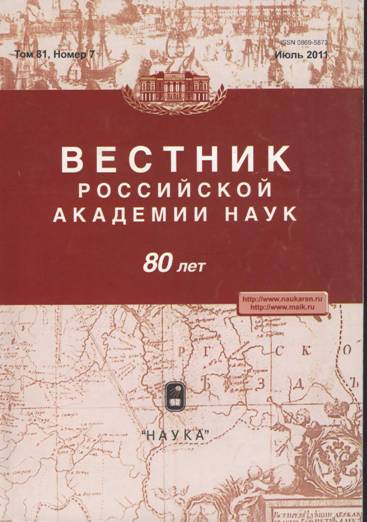 ISSN 0869-5873
Том 81, Номер 7
Июль 2011
ВЕСТНИК
РОССИЙСКОЙ
АКАДЕМИИ НАУК
80 лет
http://www.naukaran.ru
http://www.maik.ru
"НАУКА"